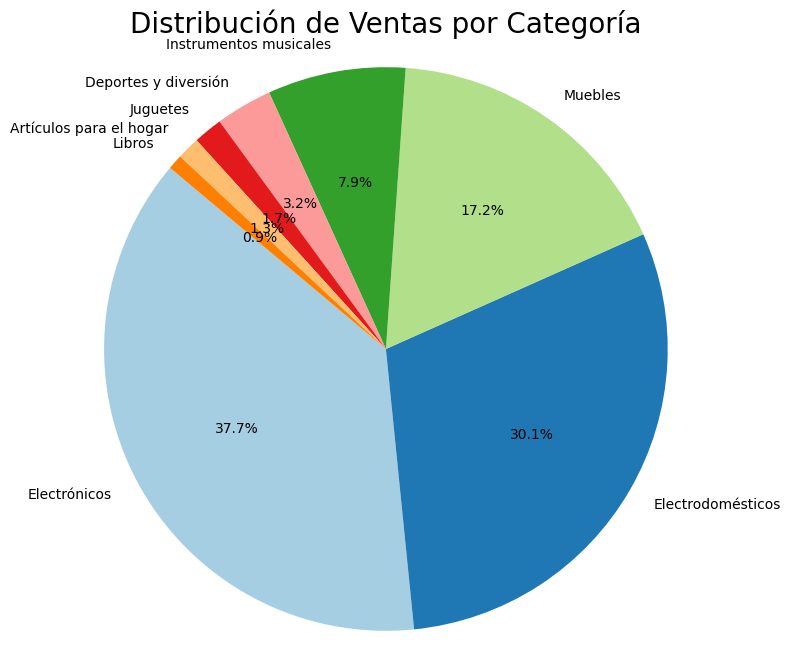 Distribución de Ventas por Categoría
Instrumentos musicales
Deportes y diversión
Muebles
Juguetes
Artículos para el hogar
Libros
7.9%
3.2%
17.2%
1.7%
1.3%
0.9%
37.7%
30.1%
Electrónicos
Electrodomésticos